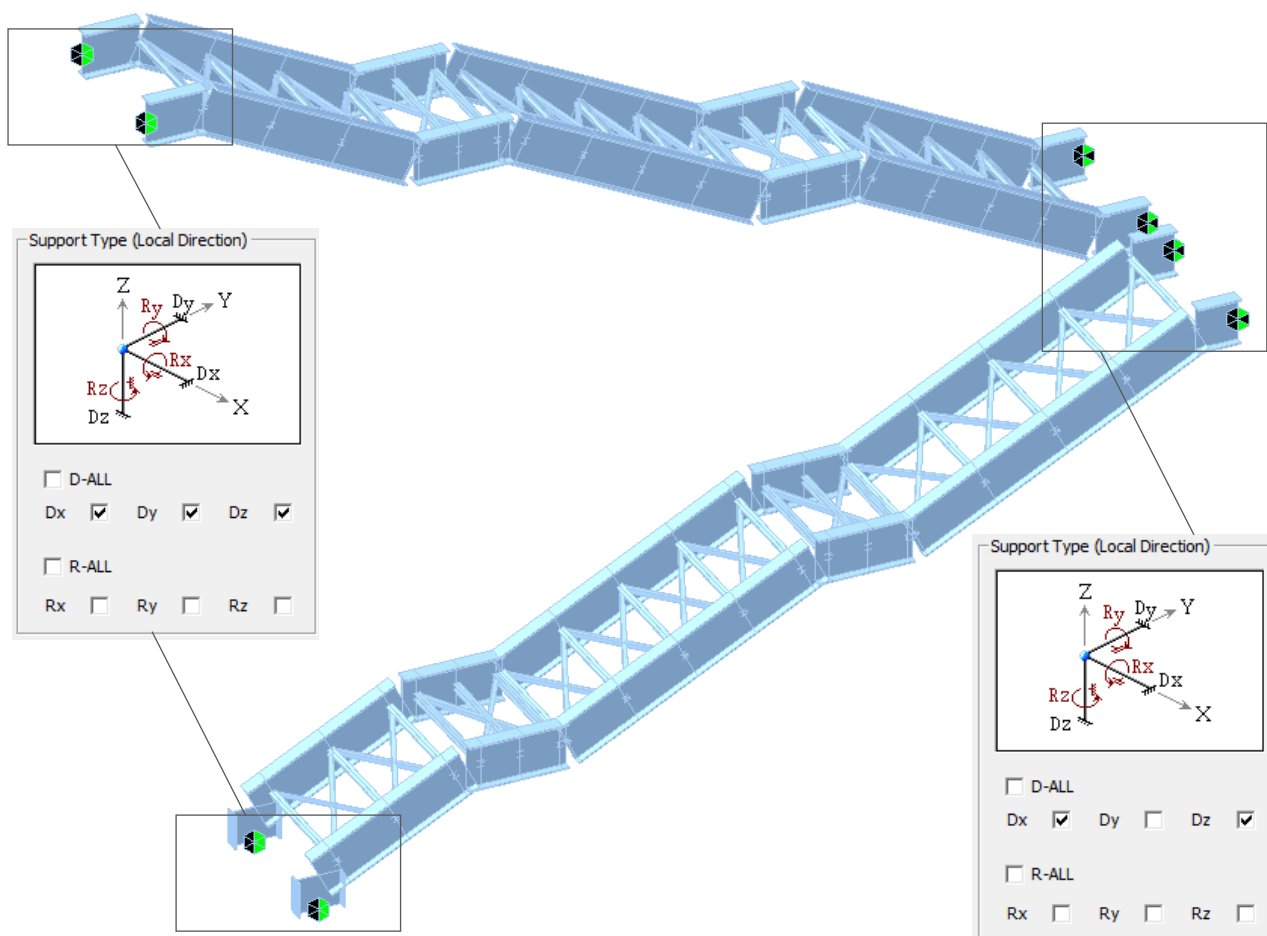 Support Type (Local Direction)
Z
Ry Dy Y
Rx
Rz Dx
Dz X
D-ALL
Dx Dy Dz
R-ALL
Rx Ry Rz
Support Type (Local Direction)
Z
Ry Dy Y
Rx
Rz Dx
Dz X
D-ALL
Dx Dy Dz
R-ALL
Rx Ry Rz